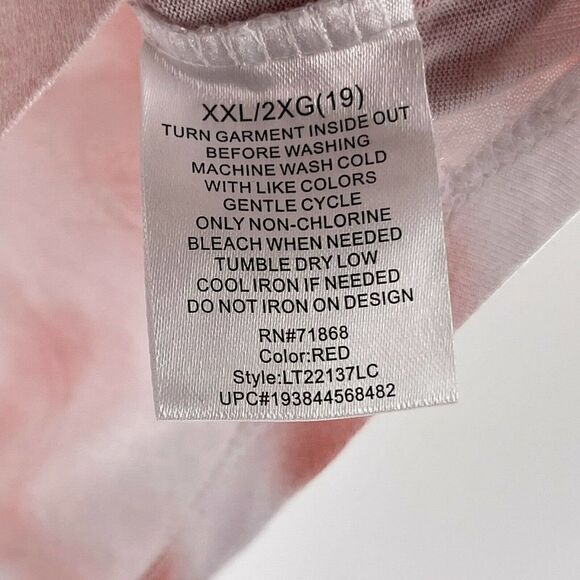 XXL/2XG(19)
TURN GARMENT INSIDE OUT
BEFORE WASHING
MACHINE WASH COLD
WITH LIKE COLORS
GENTLE CYCLE
ONLY NON-CHLORINE
BLEACH WHEN NEEDED
TUMBLE DRY LOW
COOL IRON IF NEEDED
DO NOT IRON ON DESIGN
RN#71868
Color:RED
Style:LT22137LC
UPC#193844568482